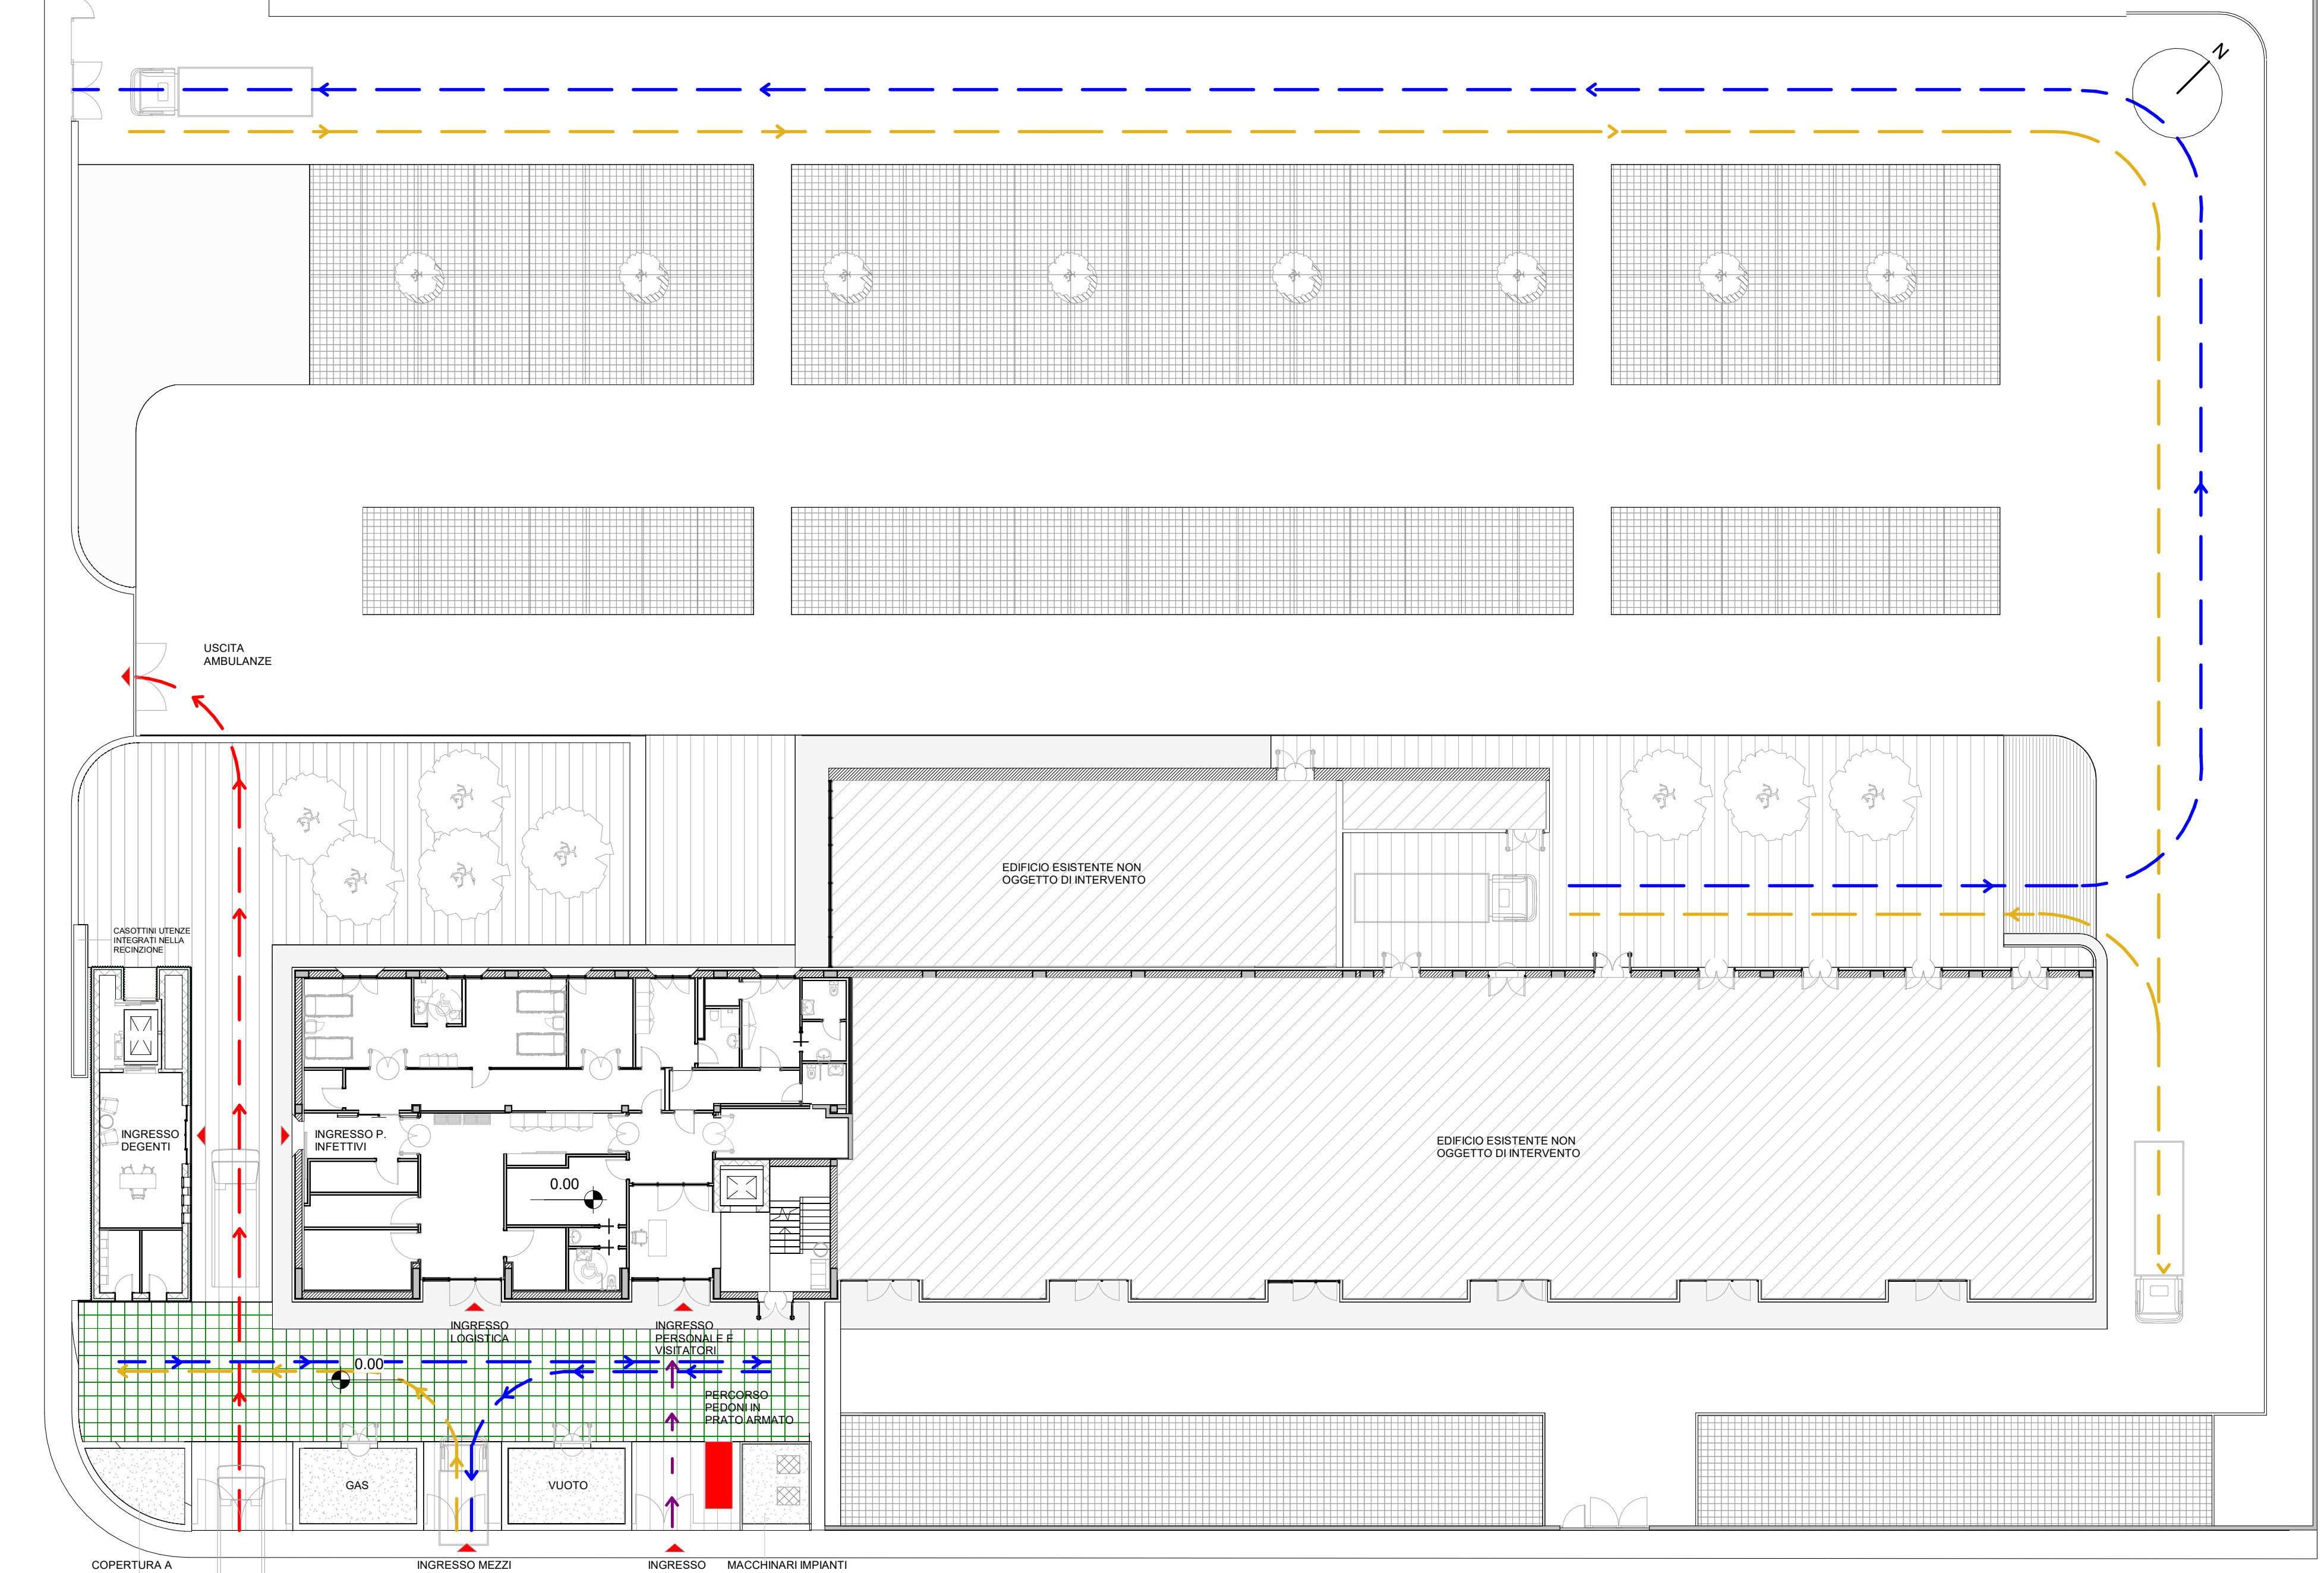 N
USCITA
AMBULANZE
EDIFICIO ESISTENTE NON
OGGETTO DI INTERVENTO
CASOTTINI UTENZE
INTEGRATI NELLA
RECINZIONE
INGRESSO
DEGENTI
INGRESSO P.
INFETTIVI
EDIFICIO ESISTENTE NON
OGGETTO DI INTERVENTO
0.00
INGRESSO
LOGISTICA
INGRESSO
PERSONALE E
VISITATORI
0.00
PERCORSO
PEDONI IN
PRATO ARMATO
GAS
VUOTO
COPERTURA A
INGRESSO MEZZI
INGRESSO
MACCHINARI IMPIANTI